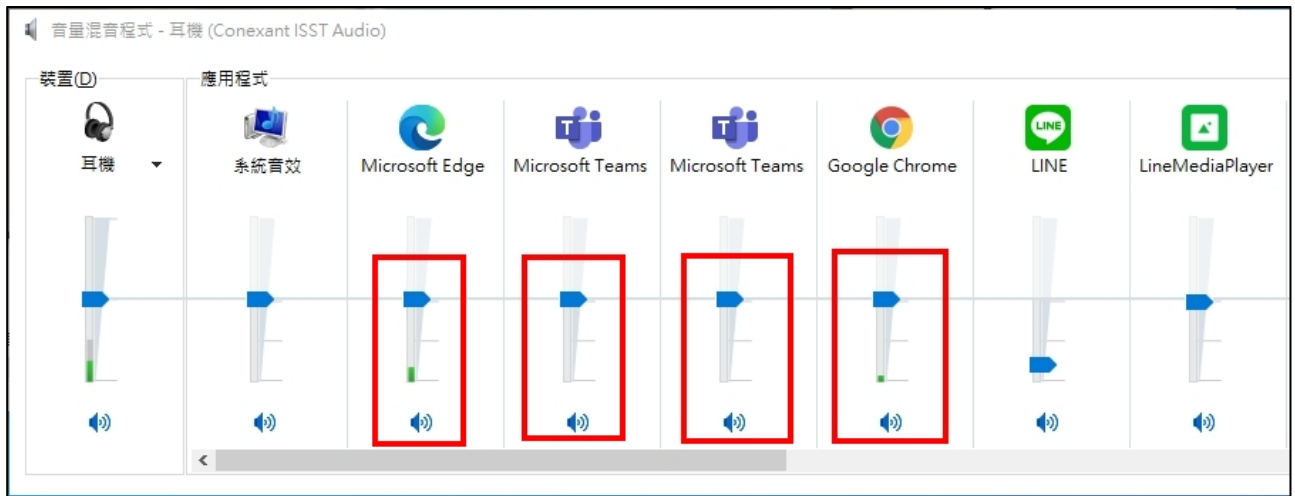 音量混音程式 - 耳機 (Conexant ISST Audio)
裝置(D)
應用程式
耳機
系統音效
Microsoft Edge
Microsoft Teams
Microsoft Teams
Google Chrome
LINE
LINE
LineMediaPlayer